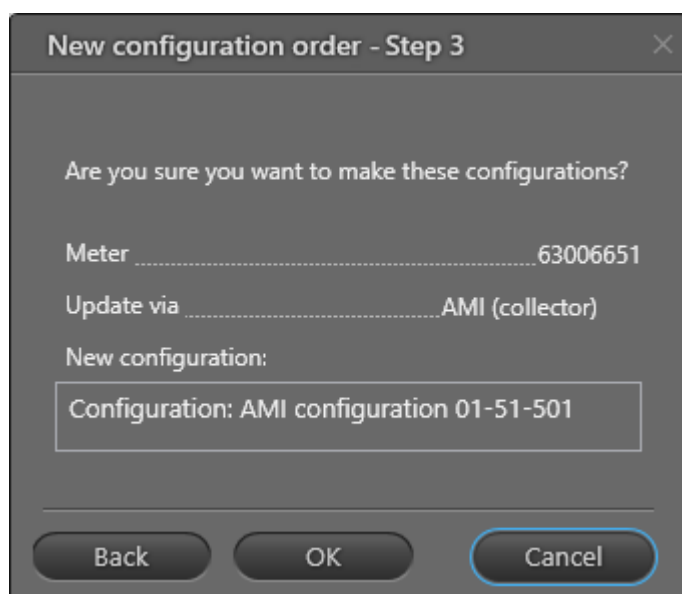 New configuration order - Step 3
Are you sure you want to make these configurations?
Meter 63006651
Update via AMI (collector)
New configuration:
Configuration: AMI configuration 01-51-501
Back OK Cancel